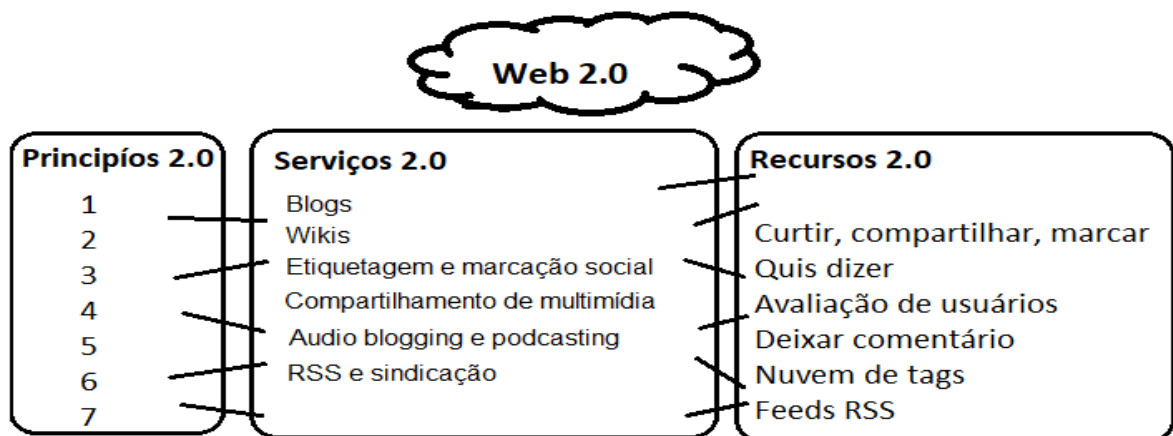 Web 2.0
Principíos 2.0
1
2
3
4
5
6
7
Serviços 2.0
Blogs
Wikis
Etiquetagem e marcação social
Compartilhamento de multimídia
Audio blogging e podcasting
RSS e sindicação
Recursos 2.0
Curtir, compartilhar, marcar
Quis dizer
Avaliação de usuários
Deixar comentário
Nuvem de tags
Feeds RSS